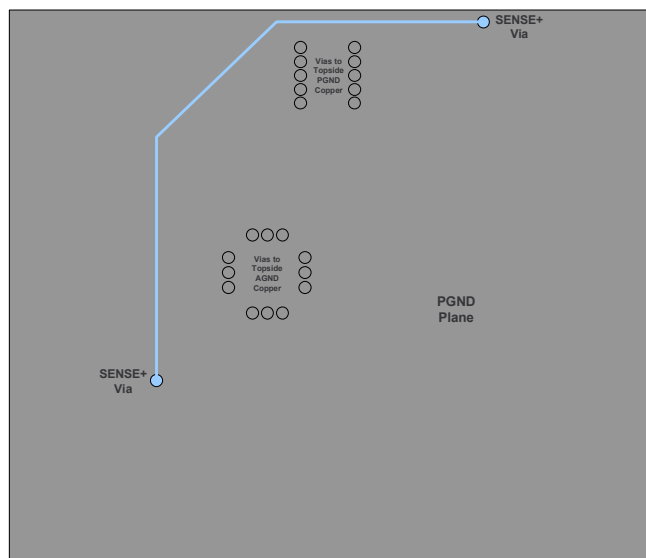 SENSE+
Via
Vias to
Topside
PGND
Copper
Vias to
Topside
AGND
Copper
PGND
Plane
SENSE+
Via